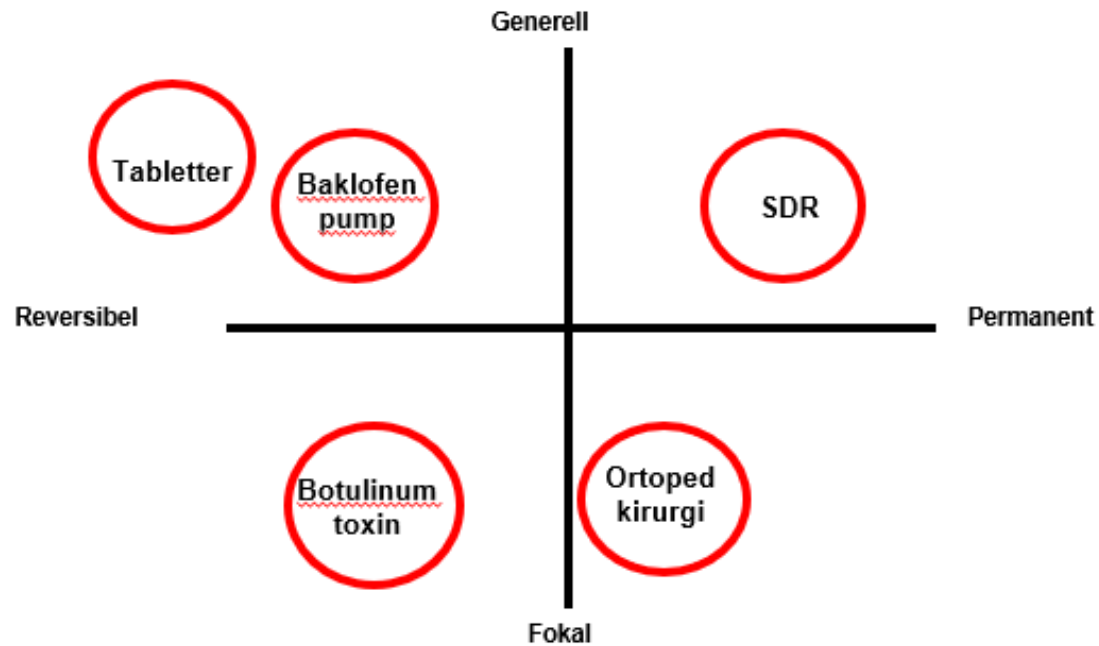 Generell
Tabletter
Baklofen
pump
SDR
Reversibel
Permanent
Botulinum
toxin
Ortoped
kirurgi
Fokal